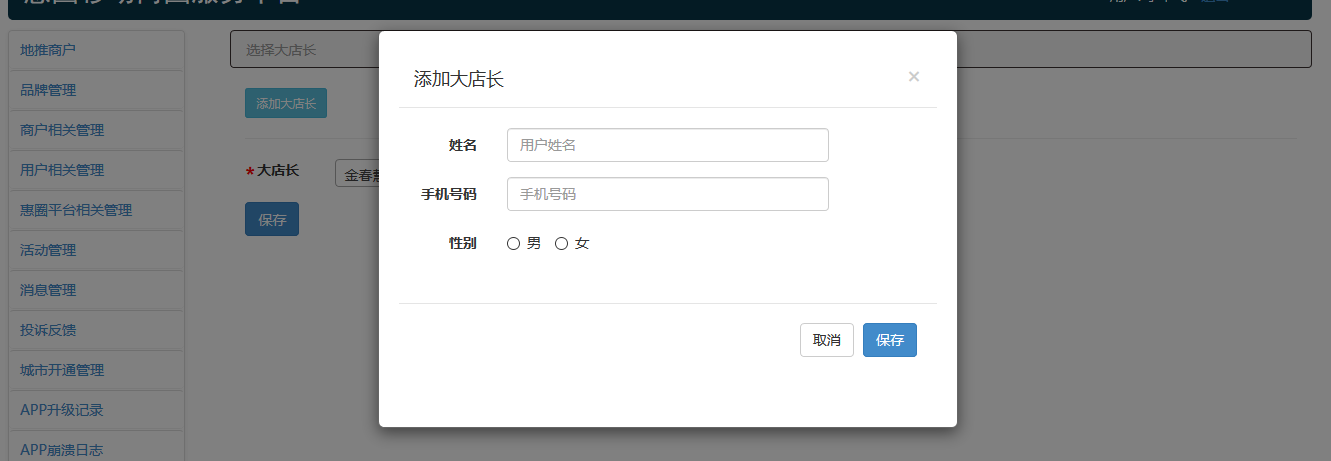 地推商户
品牌管理
商户相关管理
用户相关管理
惠圈平台相关管理
活动管理
消息管理
投诉反馈
城市开通管理
APP升级记录
APP崩溃日志
选择大店长
添加大店长
*大店长
金春
保存
添加大店长
×
姓名
用户姓名
手机号码
手机号码
性别
男 女
取消 保存